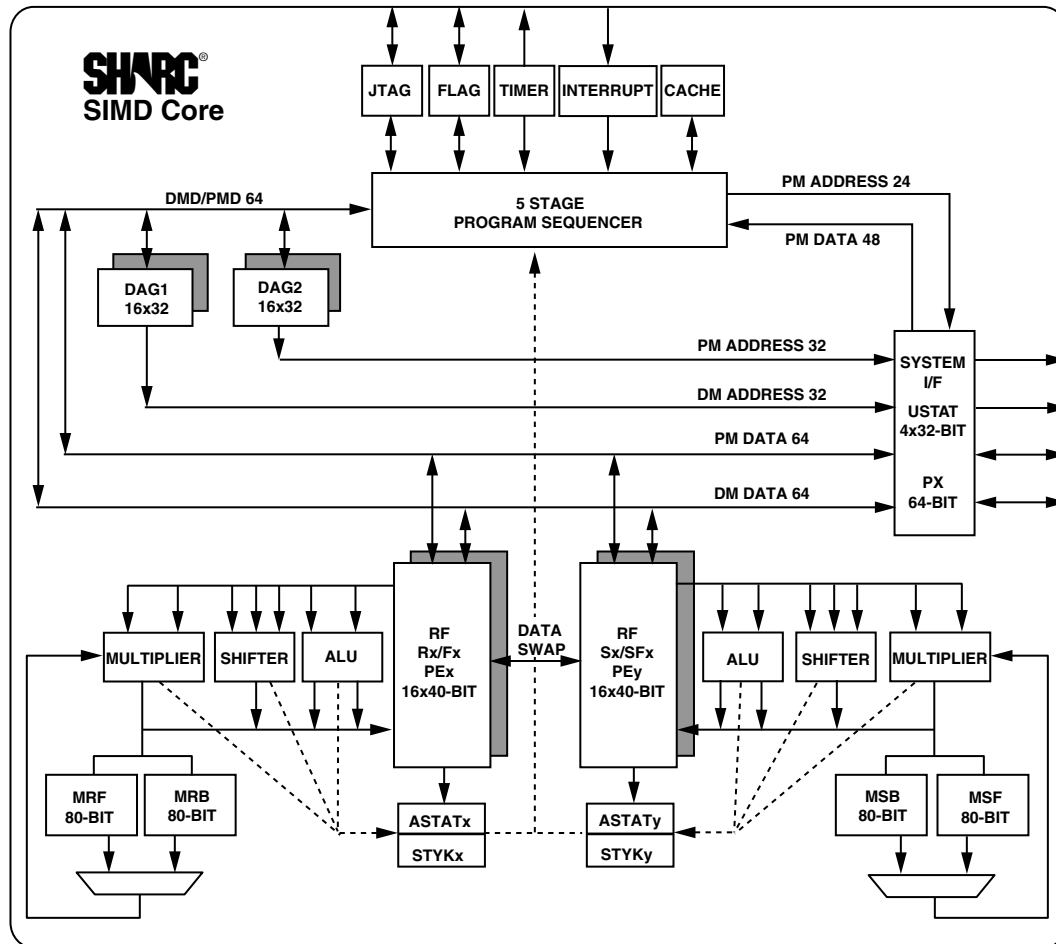 SHARC®
SIMD Core
JTAG
FLAG
TIMER
INTERRUPT
CACHE
5 STAGE
PROGRAM SEQUENCER
DMD/PMD 64
PM ADDRESS 24
PM DATA 48
DAG1
16x32
DAG2
16x32
PM ADDRESS 32
DM ADDRESS 32
PM DATA 64
DM DATA 64
SYSTEM
I/F
USTAT
4x32-BIT
PX
64-BIT
MULTIPLIER
SHIFTER
ALU
RF
Rx/Fx
PEx
16x40-BIT
DATA
SWAP
RF
Sx/SFx
PEy
16x40-BIT
ALU
SHIFTER
MULTIPLIER
MRF
80-BIT
MRB
80-BIT
ASTATx
STYKx
ASTATy
STYKy
MSB
80-BIT
MSF
80-BIT